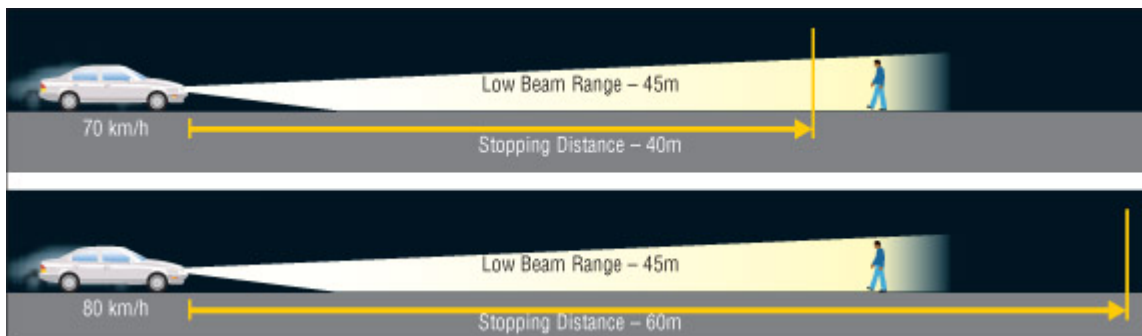 Low Beam Range – 45m
70 km/h
Stopping Distance – 40m
Low Beam Range – 45m
80 km/h
Stopping Distance – 60m